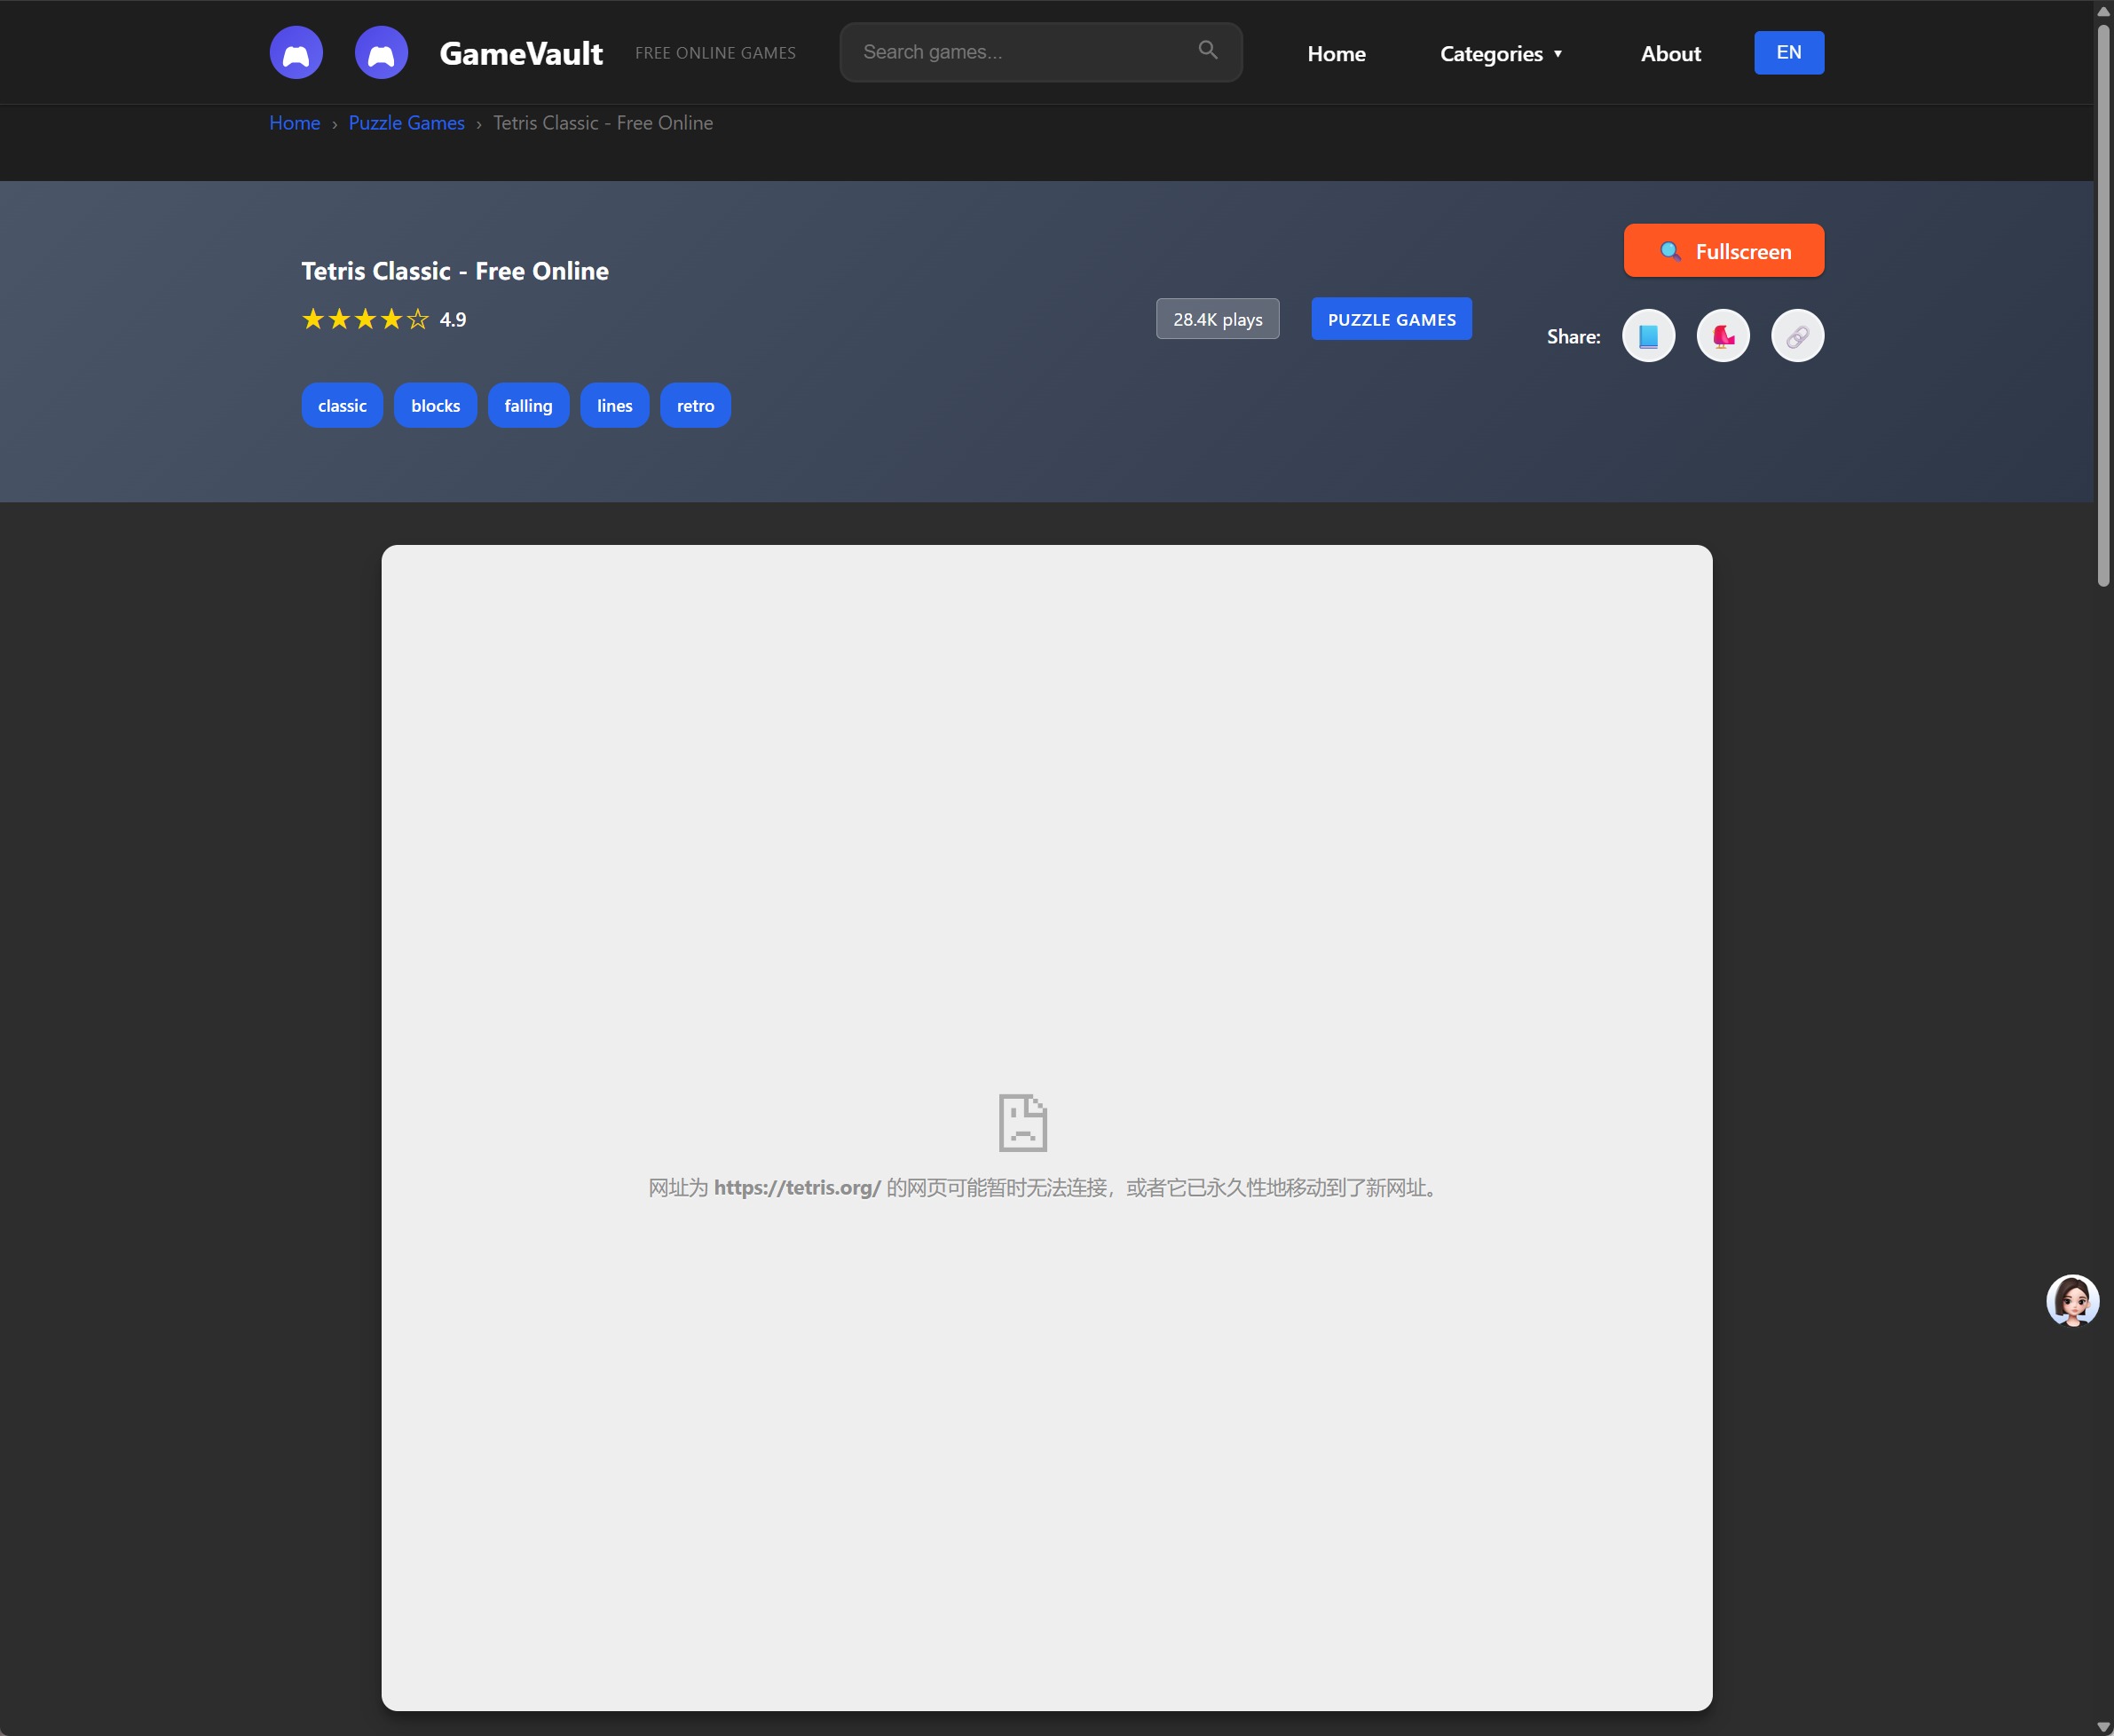 GameVault FREE ONLINE GAMES Search games... Home Categories ▼ About EN
Home › Puzzle Games › Tetris Classic - Free Online
Fullscreen
Tetris Classic - Free Online
★★★★☆ 4.9
28.4K plays PUZZLE GAMES
Share:
classic blocks falling lines retro
网址为 https://tetris.org/ 的网页可能暂时无法连接，或者它已永久性地移动到了新网址。